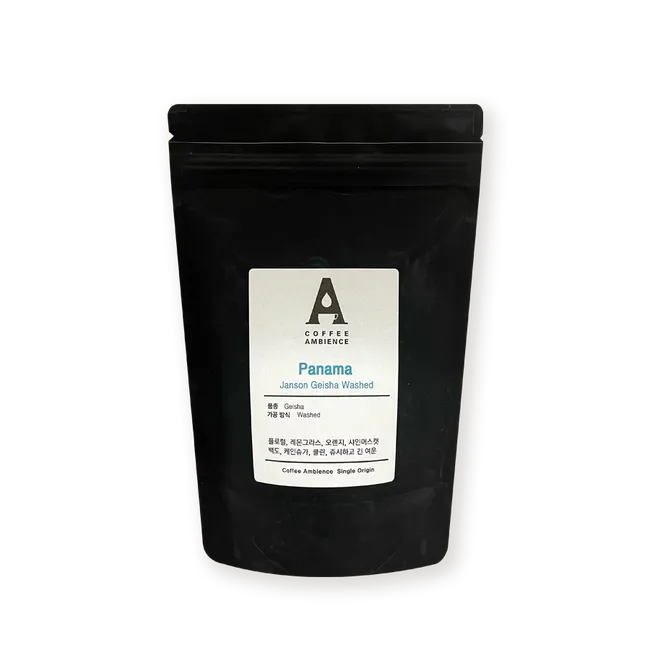 A
COFFEE
AMBIENCE
Panama
Janson Geisha Washed
품종 Geisha
가공 방식 Washed
플로럴, 레몬그라스, 오렌지, 샤인머스캣
백도, 케인슈가, 클린, 쥬시하고 긴 여운
Coffee Ambience Single Origin